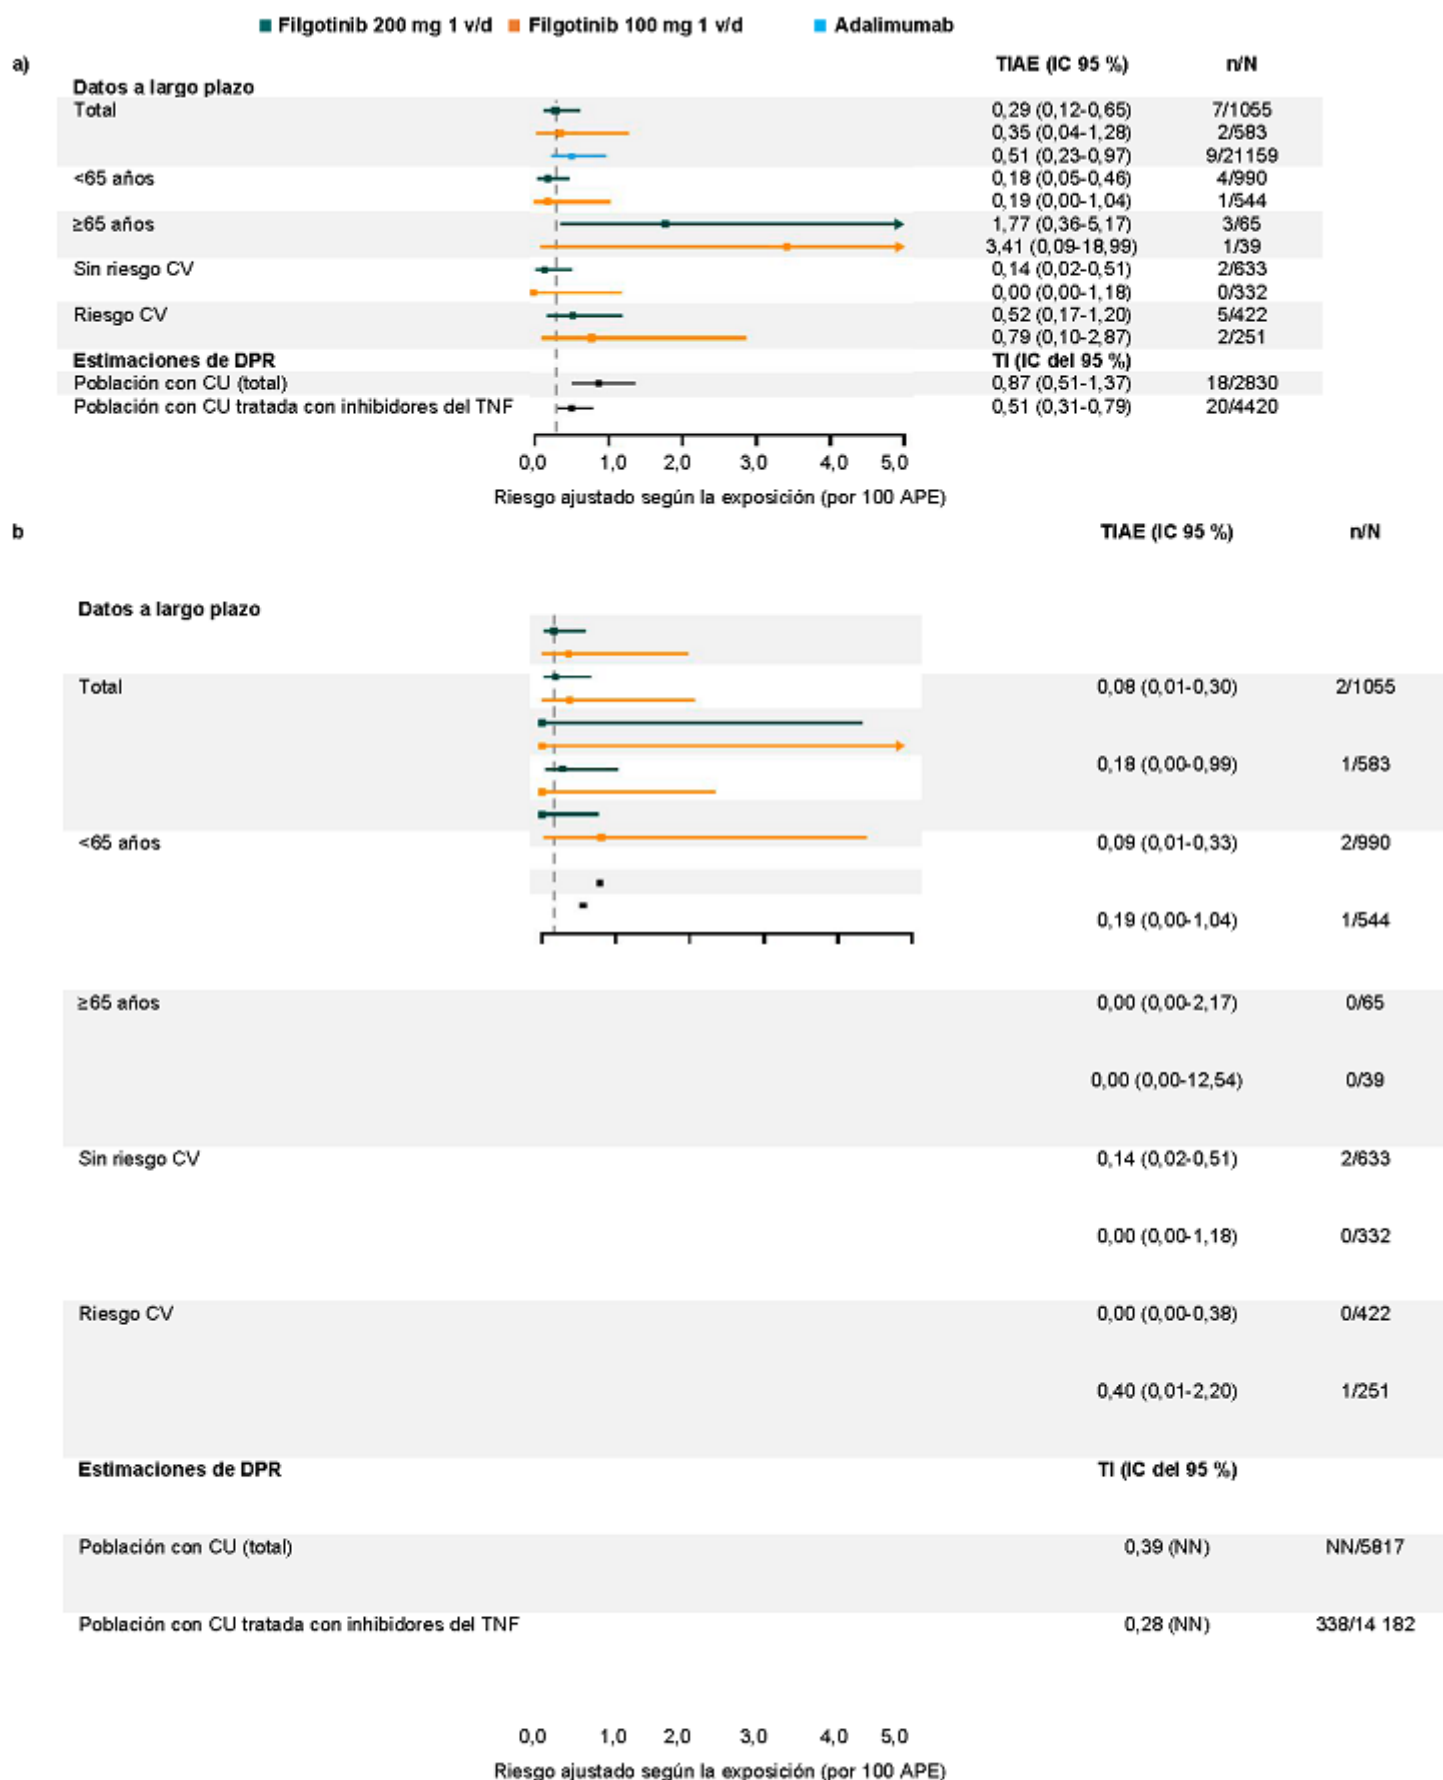 Filgotinib 200 mg 1 v/d Filgotinib 100 mg 1 v/d Adalimumab
a) TIAE (IC 95 %) n/N
Datos a largo plazo
Total 0,29 (0,12-0,65) 7/1055
0,35 (0,04-1,28) 2/583
0,51 (0,23-0,97) 9/21159
<65 años 0,18 (0,05-0,46) 4/990
0,19 (0,00-1,04) 1/544
≥65 años 1,77 (0,36-5,17) 3/65
3,41 (0,09-18,99) 1/39
Sin riesgo CV 0,14 (0,02-0,51) 2/633
0,00 (0,00-1,18) 0/332
Riesgo CV 0,52 (0,17-1,20) 5/422
0,79 (0,10-2,87) 2/251
Estimaciones de DPR TI (IC del 95 %)
Población con CU (total) 0,87 (0,51-1,37) 18/2830
Población con CU tratada con inhibidores del TNF 0,51 (0,31-0,79) 20/4420
0,0 1,0 2,0 3,0 4,0 5,0
Riesgo ajustado según la exposición (por 100 APE)
b TIAE (IC 95 %) n/N
Datos a largo plazo
Total 0,08 (0,01-0,30) 2/1055
0,18 (0,00-0,99) 1/583
<65 años 0,09 (0,01-0,33) 2/990
0,19 (0,00-1,04) 1/544
≥65 años 0,00 (0,00-2,17) 0/65
0,00 (0,00-12,54) 0/39
Sin riesgo CV 0,14 (0,02-0,51) 2/633
0,00 (0,00-1,18) 0/332
Riesgo CV 0,00 (0,00-0,38) 0/422
0,40 (0,01-2,20) 1/251
Estimaciones de DPR TI (IC del 95 %)
Población con CU (total) 0,39 (NN) NN/5817
Población con CU tratada con inhibidores del TNF 0,28 (NN) 338/14 182
0,0 1,0 2,0 3,0 4,0 5,0
Riesgo ajustado según la exposición (por 100 APE)